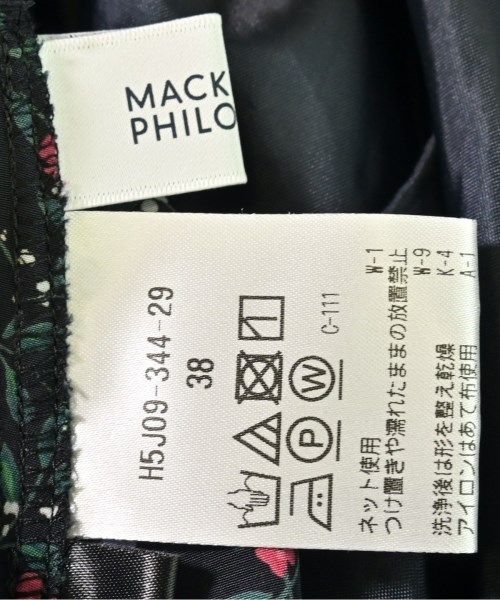 MACK
PHILO
H5J09-344-29
38
P
W
C-111
ネット使用 W-1
つけ置きや濡れたままの放置禁止 W-9
洗浄後は形を整え乾燥 K-4
アイロンはあて布使用 A-1